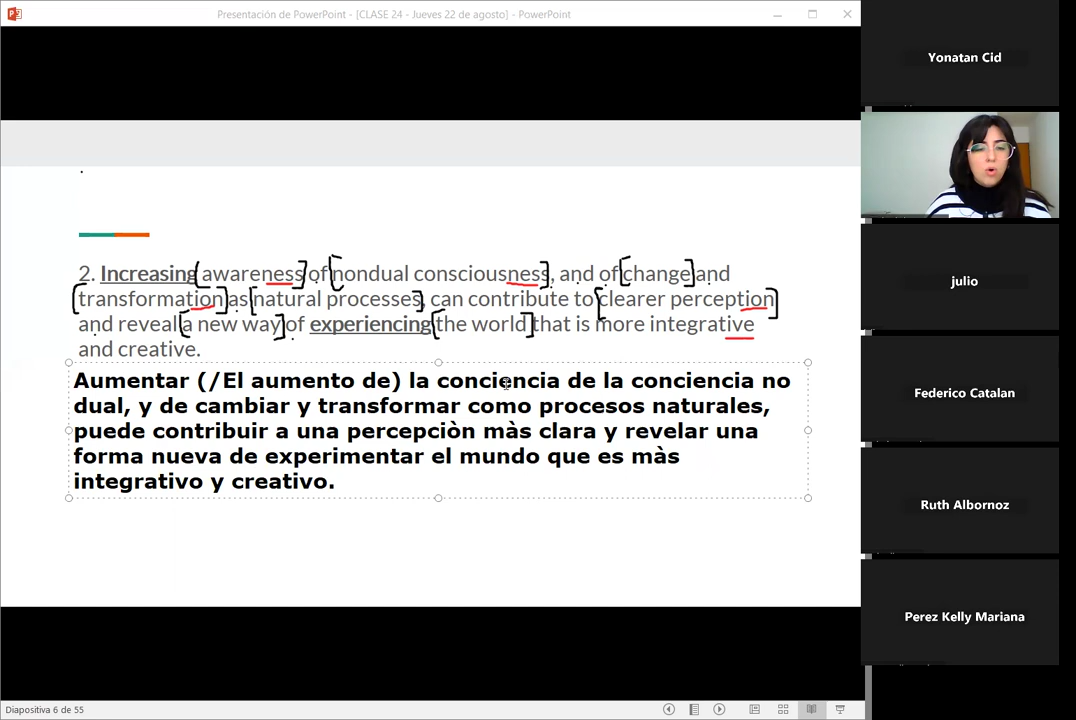 Presentación de PowerPoint - [CLASE 24 - Jueves 22 de agosto] - PowerPoint
2. Increasing awareness of nondual consciousness, and of change and
transformation as natural processes, can contribute to clearer perception
and reveal a new way of experiencing the world that is more integrative
and creative.
Aumentar (/El aumento de) la conciencia de la conciencia no
dual, y de cambiar y transformar como procesos naturales,
puede contribuir a una percepciòn màs clara y revelar una
forma nueva de experimentar el mundo que es màs
integrativo y creativo.
Diapositiva 6 de 55
Yonatan Cid
julio
Federico Catalan
Ruth Albornoz
Perez Kelly Mariana